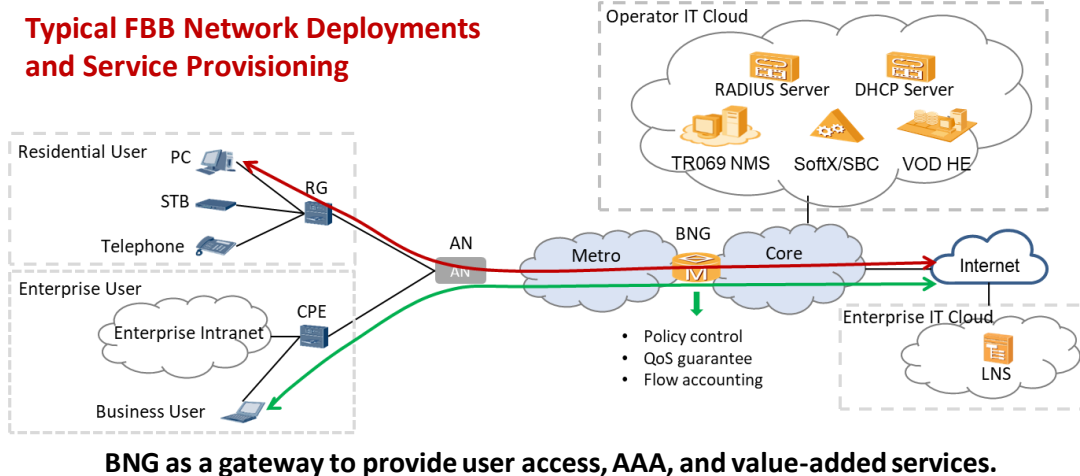 Typical FBB Network Deployments
and Service Provisioning
Operator IT Cloud
RADIUS Server
DHCP Server
TR069 NMS
SoftX/SBC
VOD HE
Residential User
PC
RG
STB
Telephone
AN
AN
Metro
BNG
Core
Internet
Enterprise User
CPE
Enterprise Intranet
Business User
• Policy control
• QoS guarantee
• Flow accounting
Enterprise IT Cloud
LNS
BNG as a gateway to provide user access, AAA, and value-added services.